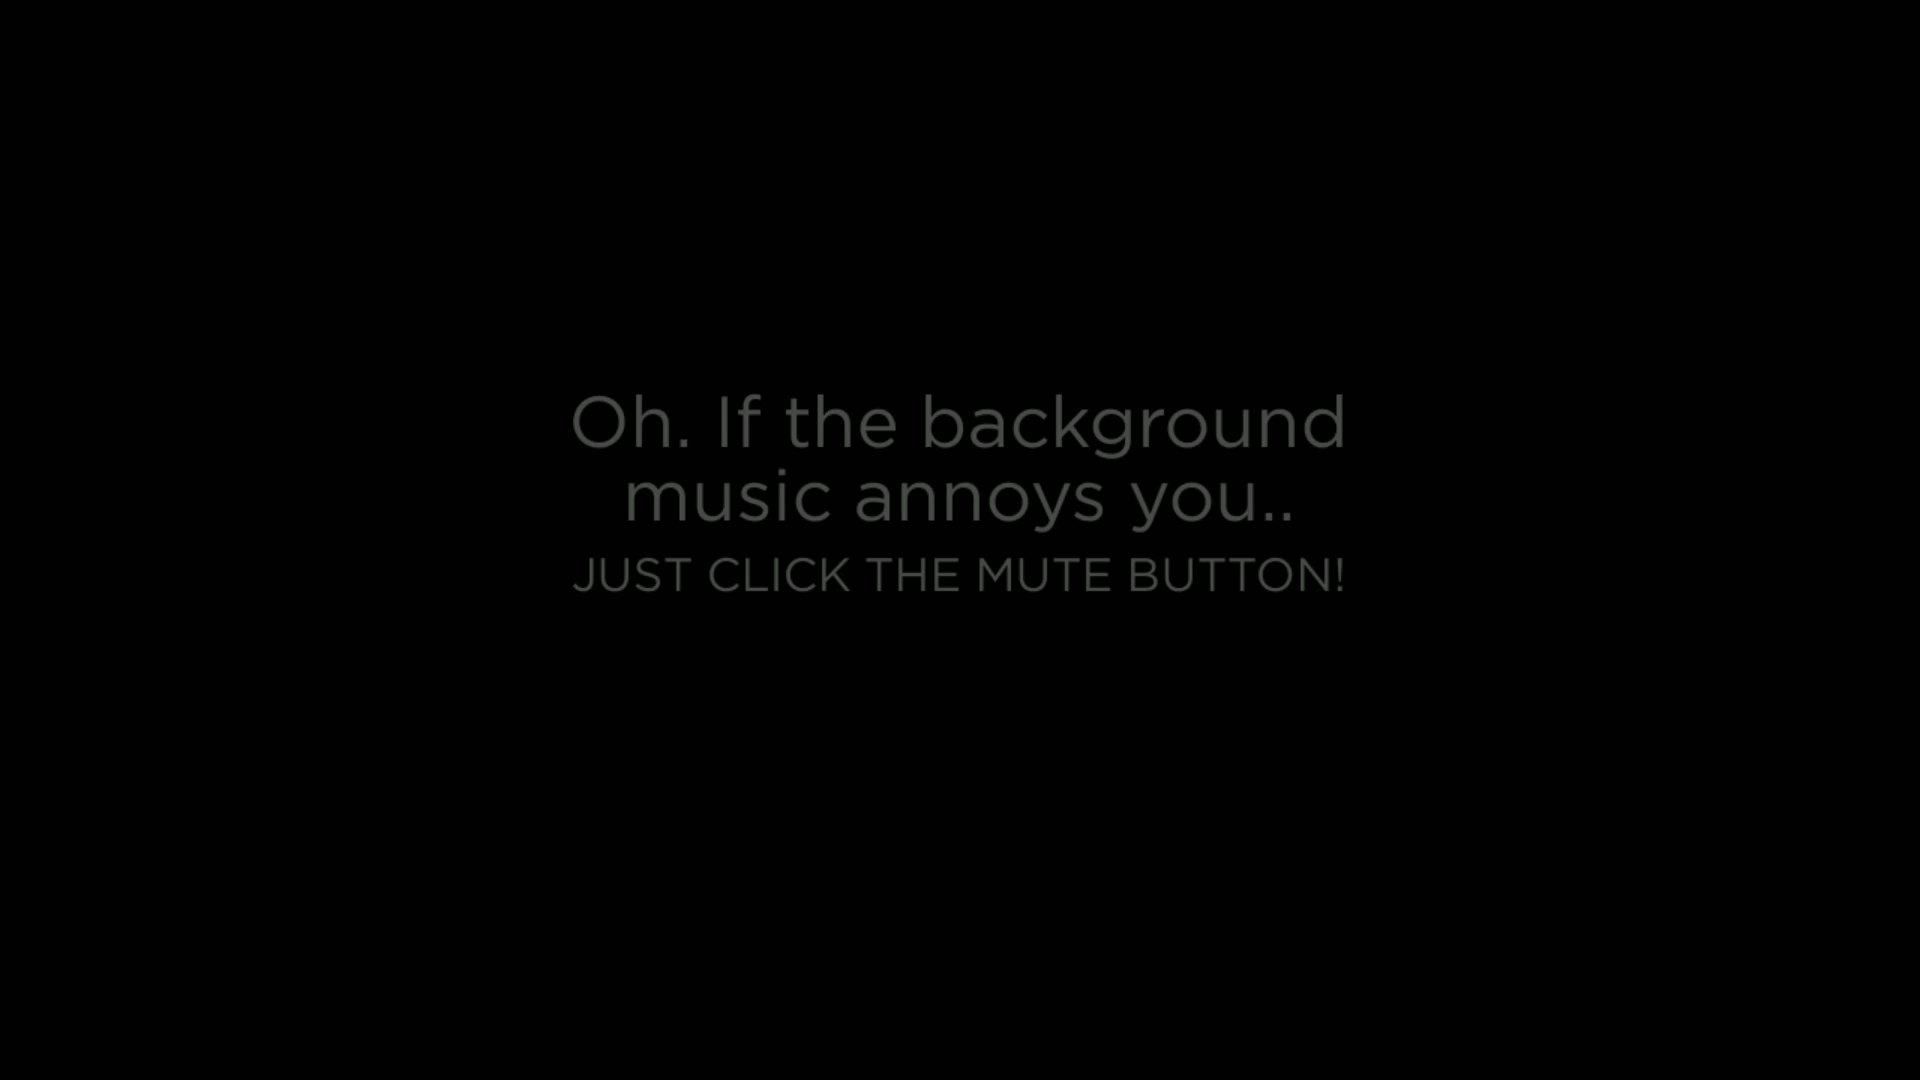 Oh. If the background
music annoys you..
JUST CLICK THE MUTE BUTTON!